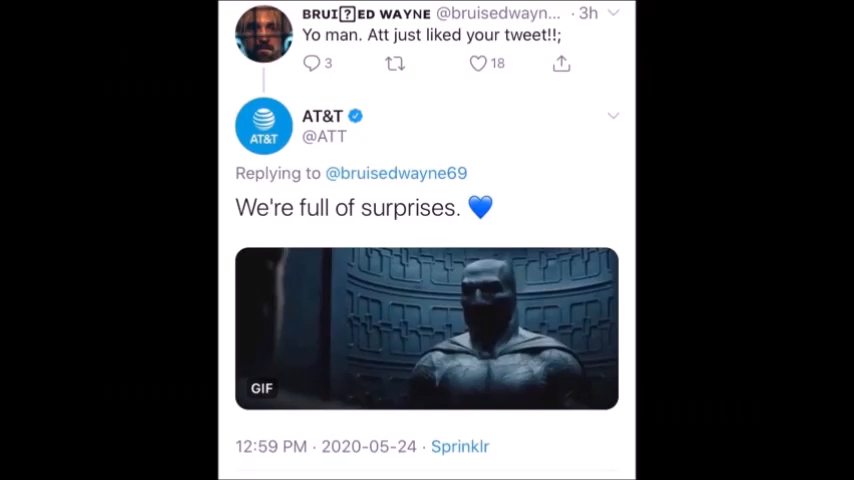 BRUI?ED WAYNE @bruisedwayn... · 3h
Yo man. Att just liked your tweet!!;
3 18
AT&T
AT&T
@ATT
Replying to @bruisedwayne69
We're full of surprises. 💙
GIF
12:59 PM · 2020-05-24 · Sprinklr